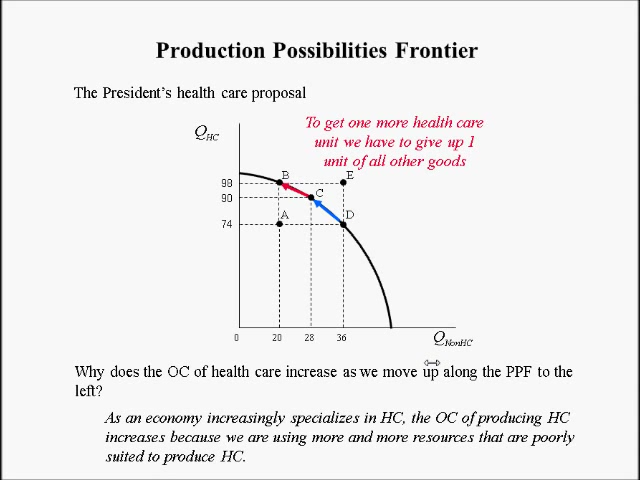 Production Possibilities Frontier
The President's health care proposal
To get one more health care
unit we have to give up 1
unit of all other goods
Q HC
98
90
74
B
E
C
A
D
0 20 28 36
Q NonHC
Why does the OC of health care increase as we move up along the PPF to the
left?
As an economy increasingly specializes in HC, the OC of producing HC
increases because we are using more and more resources that are poorly
suited to produce HC.